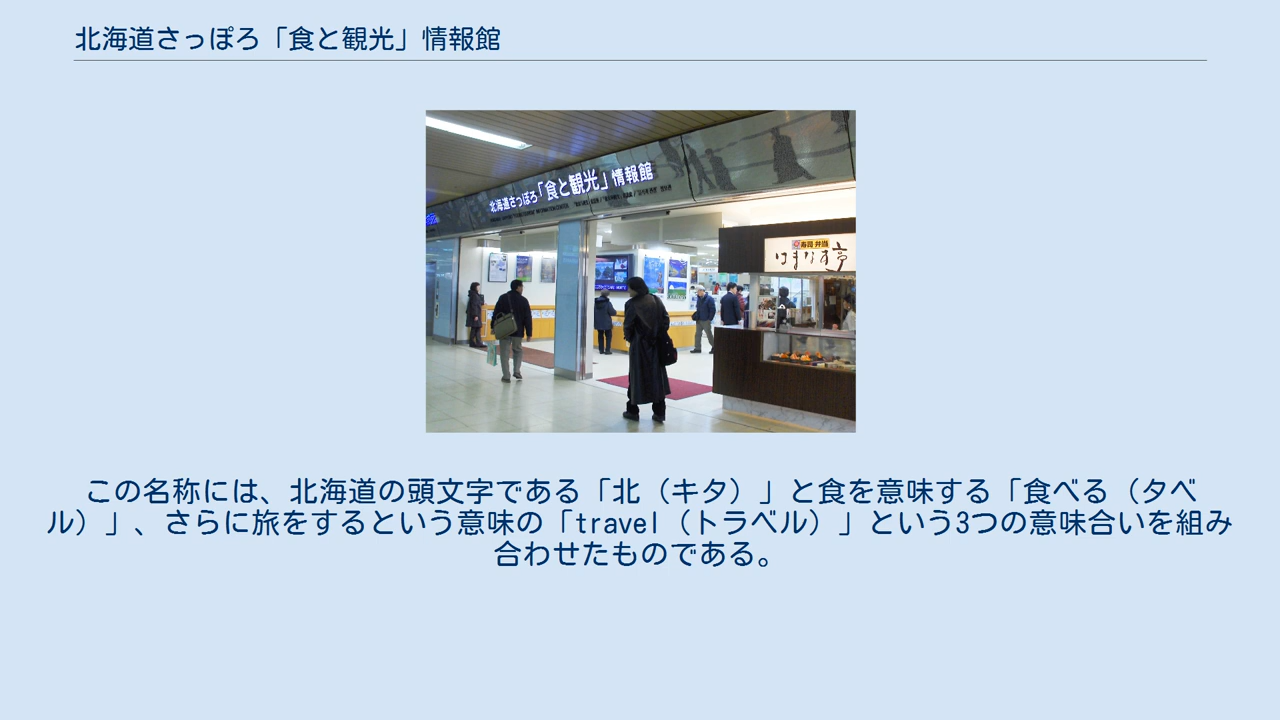 北海道さっぽろ「食と観光」情報館
北海道さっぽろ「食と観光」情報館
寿司 弁当
はまなす亭
この名称には、北海道の頭文字である「北（キタ）」と食を意味する「食べる（タベ
ル）」、さらに旅をするという意味の「travel（トラベル）」という3つの意味合いを組み
合わせたものである。